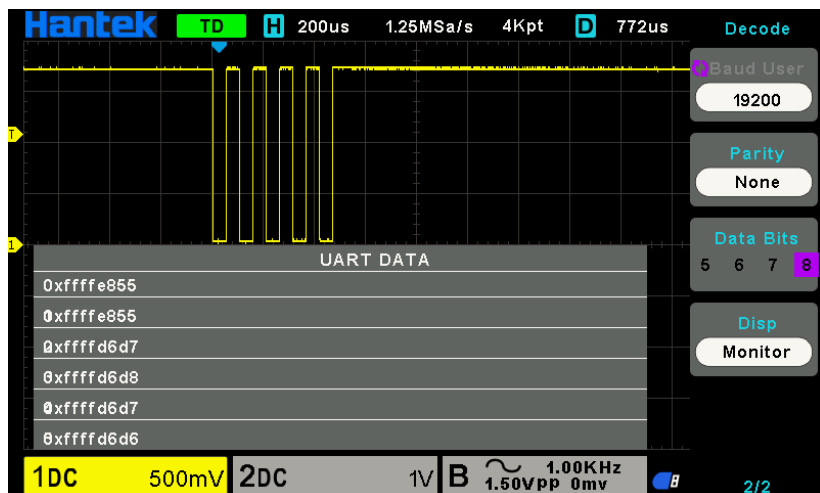 Hantek TD H 200us 1.25MSa/s 4Kpt D 772us
Decode
Baud User
19200
Parity
None
Data Bits
5 6 7 8
Disp
Monitor
2/2
T
1
UART DATA
0xffffe855
0xffffe855
0xffffd6d7
0xffffd6d8
0xffffd6d7
0xffffd6d6
1DC 500mV 2DC 1V B 1.00KHz
1.50Vpp 0mv